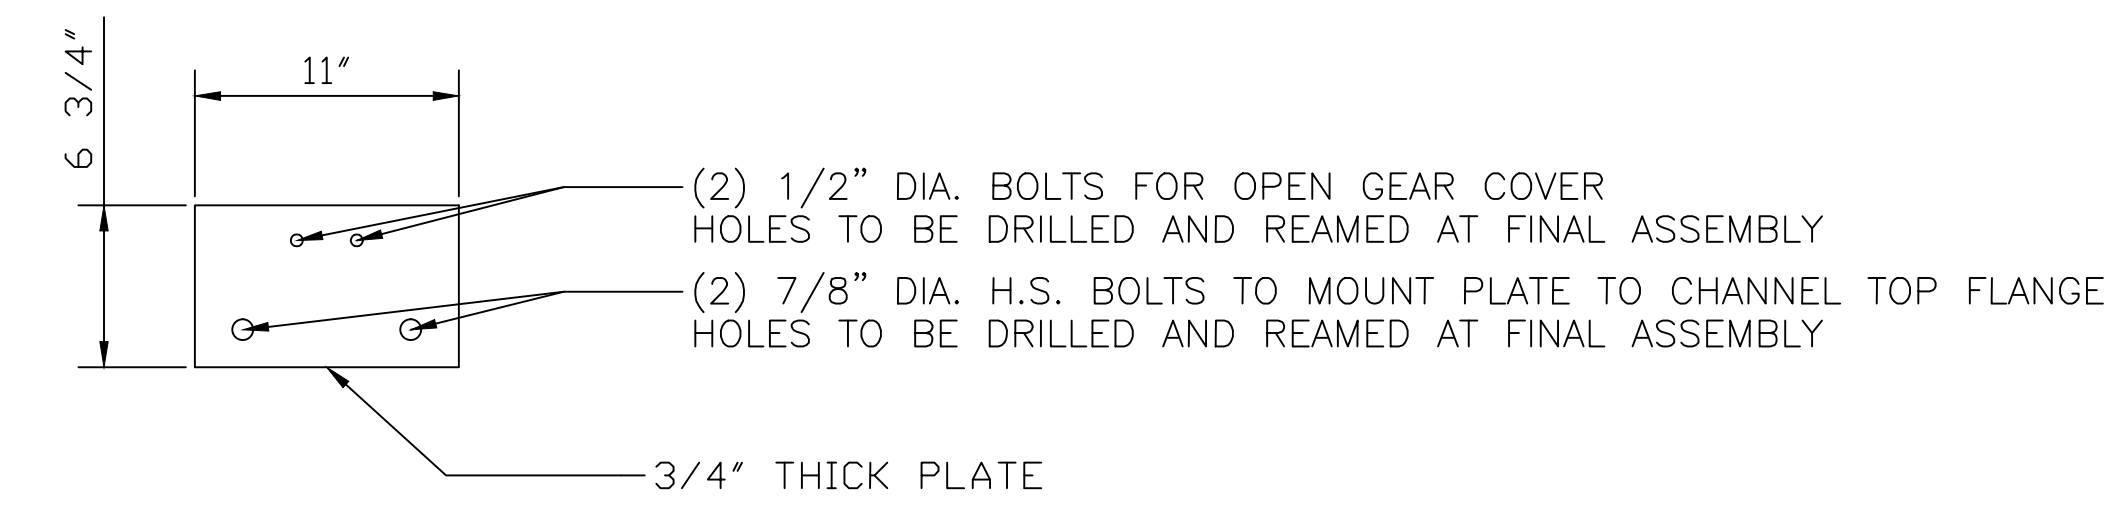 6 3/4"
11"
(2) 1/2" DIA. BOLTS FOR OPEN GEAR COVER
HOLES TO BE DRILLED AND REAMED AT FINAL ASSEMBLY
(2) 7/8" DIA. H.S. BOLTS TO MOUNT PLATE TO CHANNEL TOP FLANGE
HOLES TO BE DRILLED AND REAMED AT FINAL ASSEMBLY
3/4" THICK PLATE